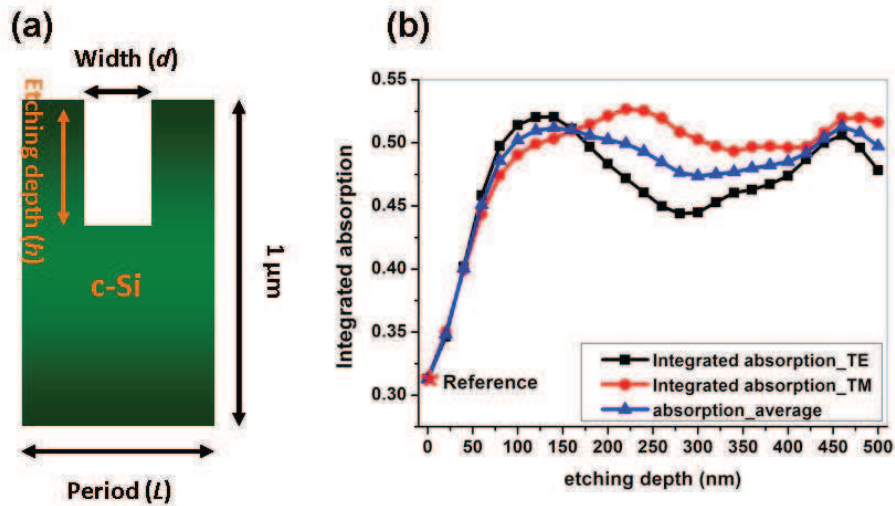 (a)
Width (d)
Etching depth (h)
c-Si
1 μm
Period (L)
(b)
Integrated absorption
0.55
0.50
0.45
0.40
0.35
0.30
Reference
Integrated absorption_TE
Integrated absorption_TM
absorption_average
0 50 100 150 200 250 300 350 400 450 500
etching depth (nm)